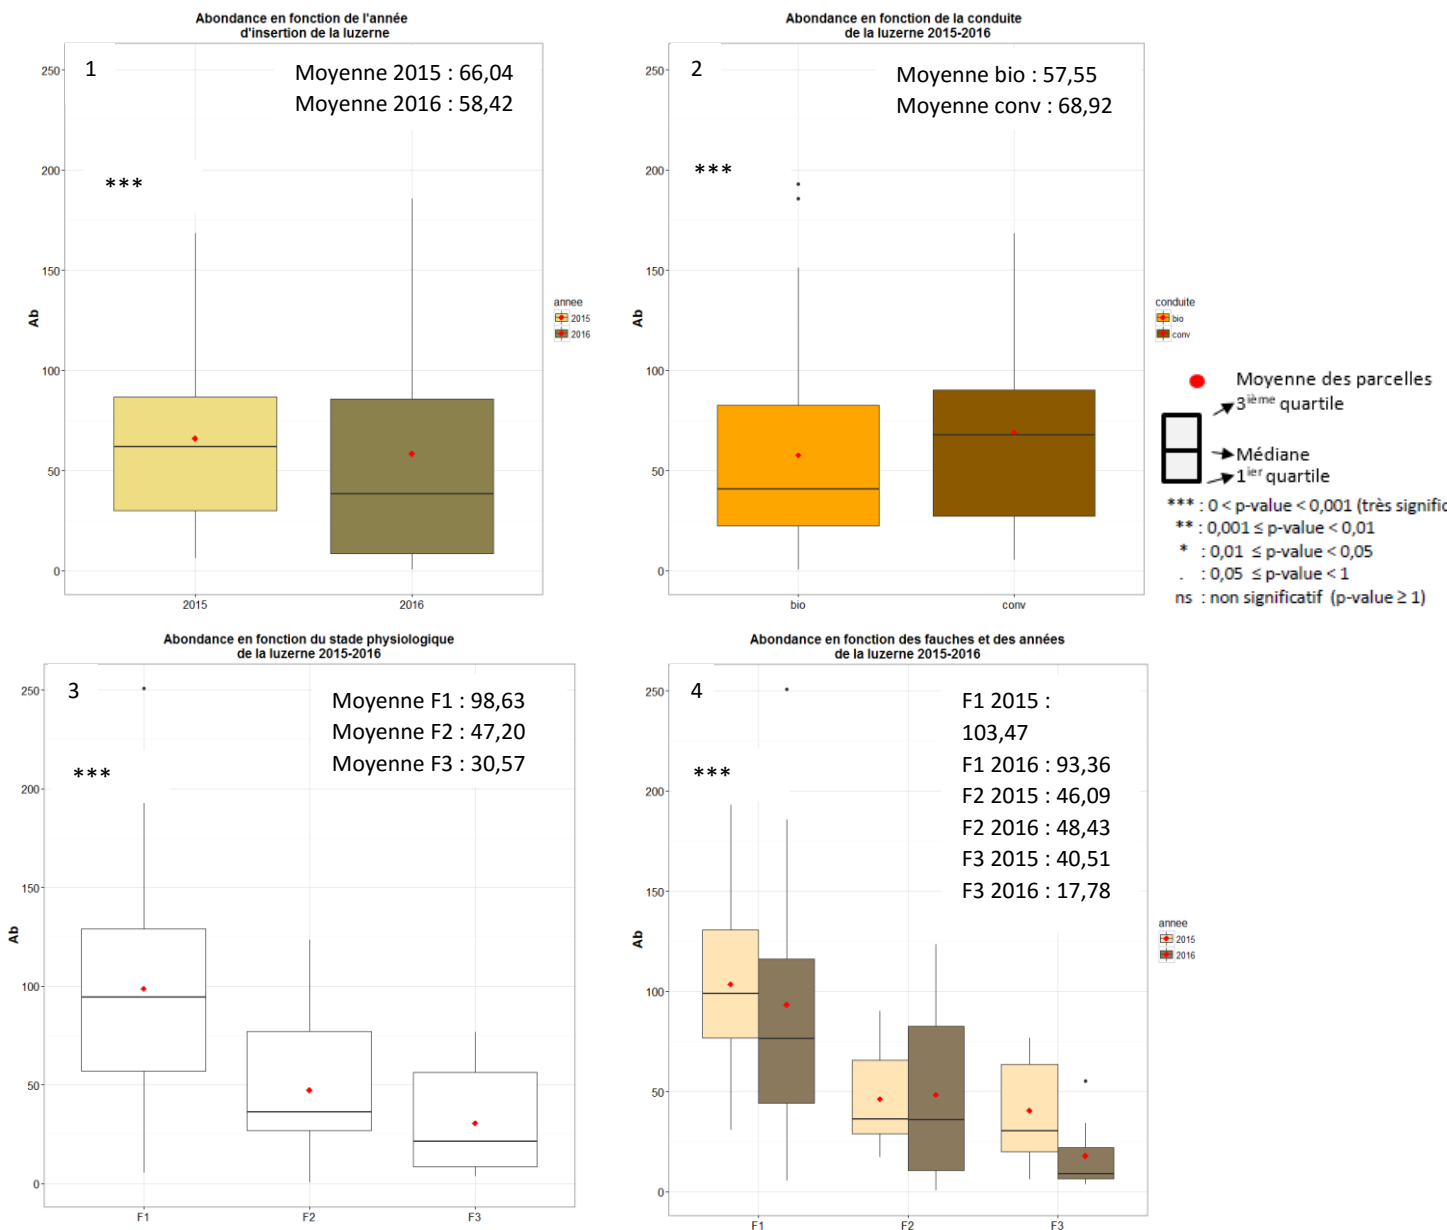 Abondance en fonction de l'année
d'insertion de la luzerne
1
Moyenne 2015 : 66,04
Moyenne 2016 : 58,42
***
250
200
150
100
50
0
Ab
2015
2016
annee
2015
2016
Abondance en fonction de la conduite
de la luzerne 2015-2016
2
Moyenne bio : 57,55
Moyenne conv : 68,92
***
250
200
150
100
50
0
Ab
bio
conv
conduite
bio
conv
Moyenne des parcelles
3ième quartile
Médiane
1ier quartile
*** : 0 < p-value < 0,001 (très signific
** : 0,001 ≤ p-value < 0,01
* : 0,01 ≤ p-value < 0,05
. : 0,05 ≤ p-value < 1
ns : non significatif (p-value ≥ 1)
Abondance en fonction du stade physiologique
de la luzerne 2015-2016
3
Moyenne F1 : 98,63
Moyenne F2 : 47,20
Moyenne F3 : 30,57
***
250
200
150
100
50
0
Ab
F1
F2
F3
Abondance en fonction des fauches et des années
de la luzerne 2015-2016
4
F1 2015 :
103,47
F1 2016 : 93,36
F2 2015 : 46,09
F2 2016 : 48,43
F3 2015 : 40,51
F3 2016 : 17,78
***
250
200
150
100
50
0
Ab
F1
F2
F3
annee
2015
2016